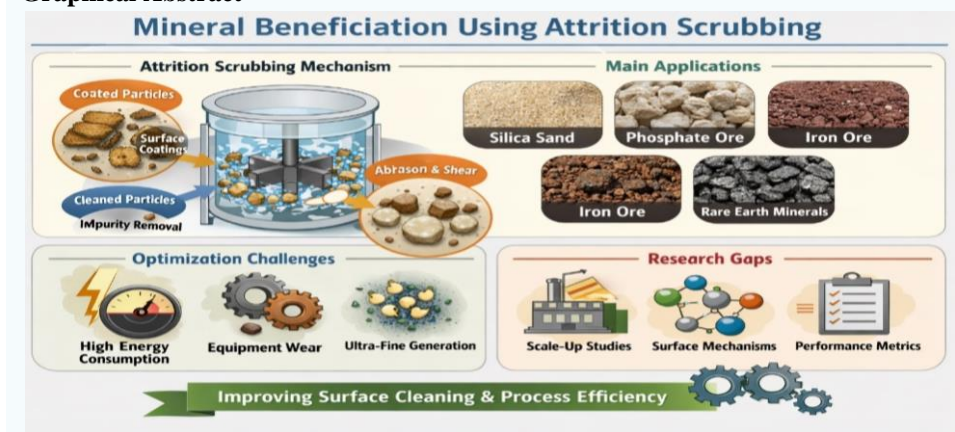 Graphical Abstract
Mineral Beneficiation Using Attrition Scrubbing
Attrition Scrubbing Mechanism
Coated Particles
Surface
Coatings
Cleaned Particles
IMpurity Removal
Abrason & Shear
Main Applications
Silica Sand
Phosphate Ore
Iron Ore
Iron Ore
Rare Earth Minerals
Optimization Challenges
High Energy
Consumption
Equipment Wear
Ultra-Fine Generation
Research Gaps
Scale-Up Studies
Surface Mechanisms
Performance Metrics
Improving Surface Cleaning & Process Efficiency